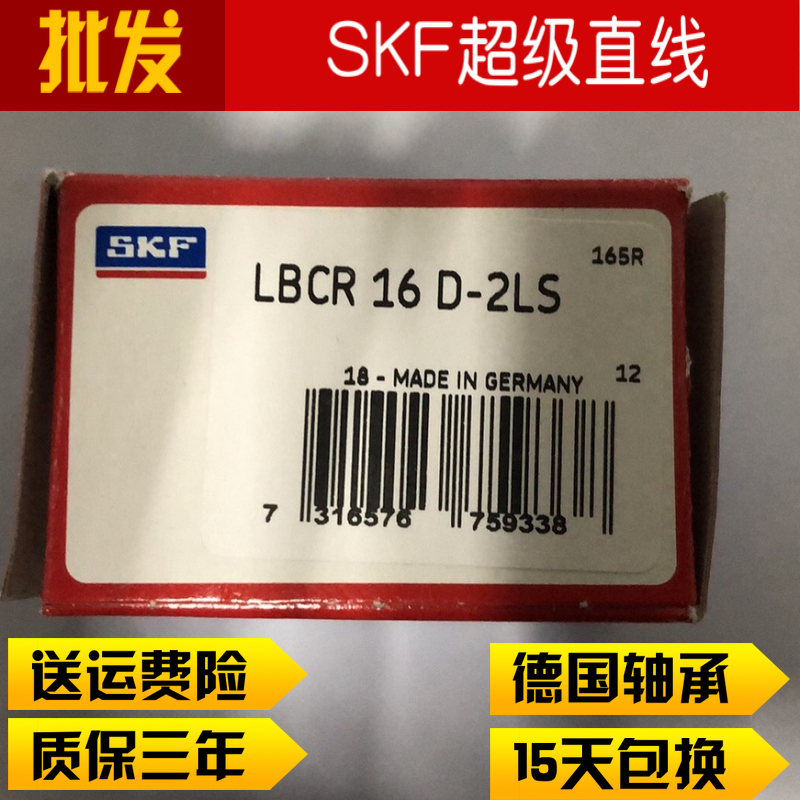 批发
SKF超级直线
SKF
165R
LBCR 16 D-2LS
18 - MADE IN GERMANY
12
7 316576 759338
送运费险
德国轴承
质保三年
15天包换